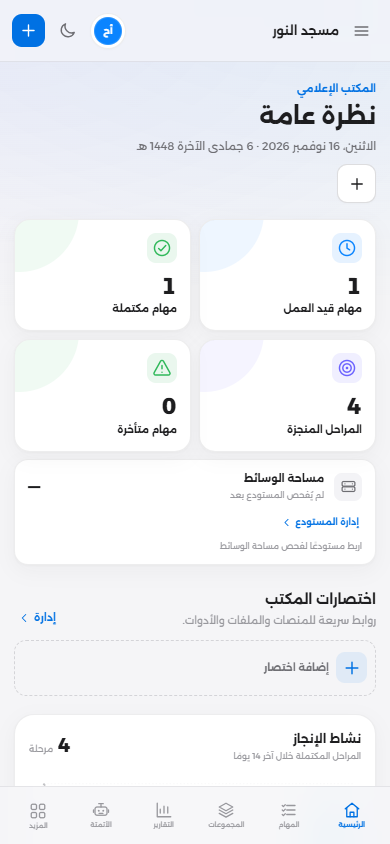 مسجد النور
أج
المكتب الإعلامي
نظرة عامة
الاثنين، 16 نوفمبر 2026 · 6 جمادى الآخرة 1448 هـ
1
مهام قيد العمل
1
مهام مكتملة
4
المراحل المنجزة
0
مهام متأخرة
مساحة الوسائط
لم يُفحص المستودع بعد
—
إدارة المستودع
اربط مستودعًا لفحص مساحة الوسائط
اختصارات المكتب
روابط سريعة للمنصات والملفات والأدوات.
إدارة
إضافة اختصار
نشاط الإنجاز
المراحل المكتملة خلال آخر 14 يومًا
4 مرحلة
الرئيسية
المهام
المجموعات
التقارير
الأتمتة
المزيد